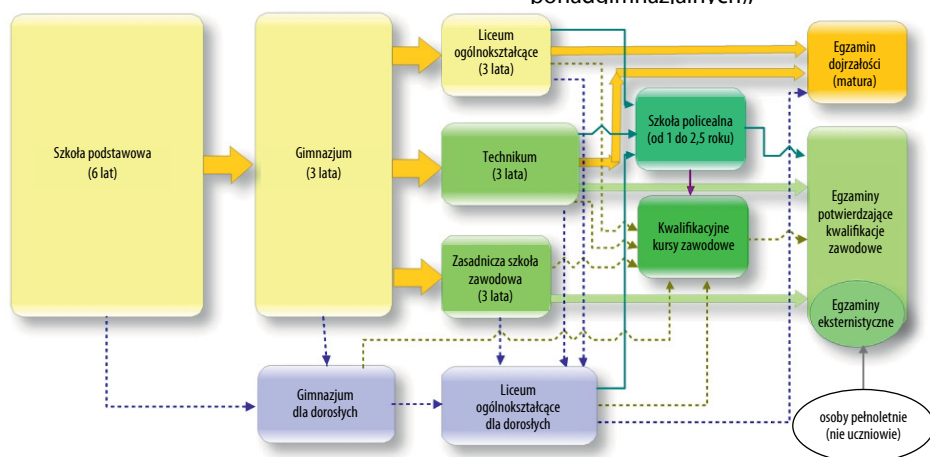 ponadgimnazjalnych)
Szkoła podstawowa
(6 lat)
Gimnazjum
(3 lata)
Liceum
ogólnokształcące
(3 lata)
Technikum
(3 lata)
Zasadnicza szkoła
zawodowa
(3 lata)
Szkoła policealna
(od 1 do 2,5 roku)
Kwalifikacyjne
kursy zawodowe
Egzamin
dojrzałości
(matura)
Egzaminy
potwierdzające
kwalifikacje
zawodowe
Egzaminy
eksternistyczne
Gimnazjum
dla dorosłych
Liceum
ogólnokształcące
dla dorosłych
osoby pełnoletnie
(nie uczniowie)